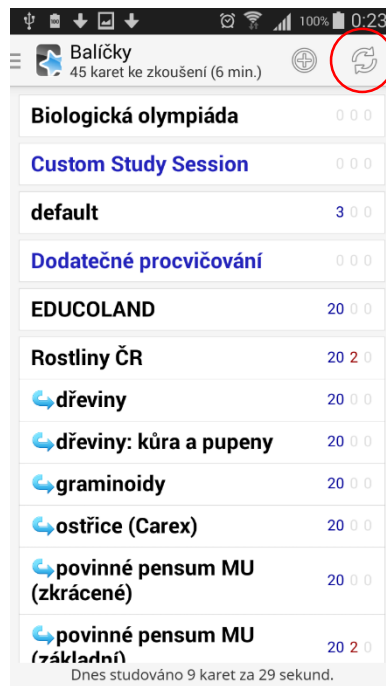 100% 0:23
Balíčky
45 karet ke zkoušení (6 min.)
Biologická olympiáda 0 0 0
Custom Study Session 0 0 0
default 3 0 0
Dodatečné procvičování 0 0 0
EDUCOLAND 20 0 0
Rostliny ČR 20 2 0
dřeviny 20 0 0
dřeviny: kůra a pupeny 20 0 0
graminoidy 20 0 0
ostřice (Carex) 20 0 0
povinné pensum MU
(zkrácené) 20 0 0
povinné pensum MU
(základní) 20 2 0
Dnes studováno 9 karet za 29 sekund.